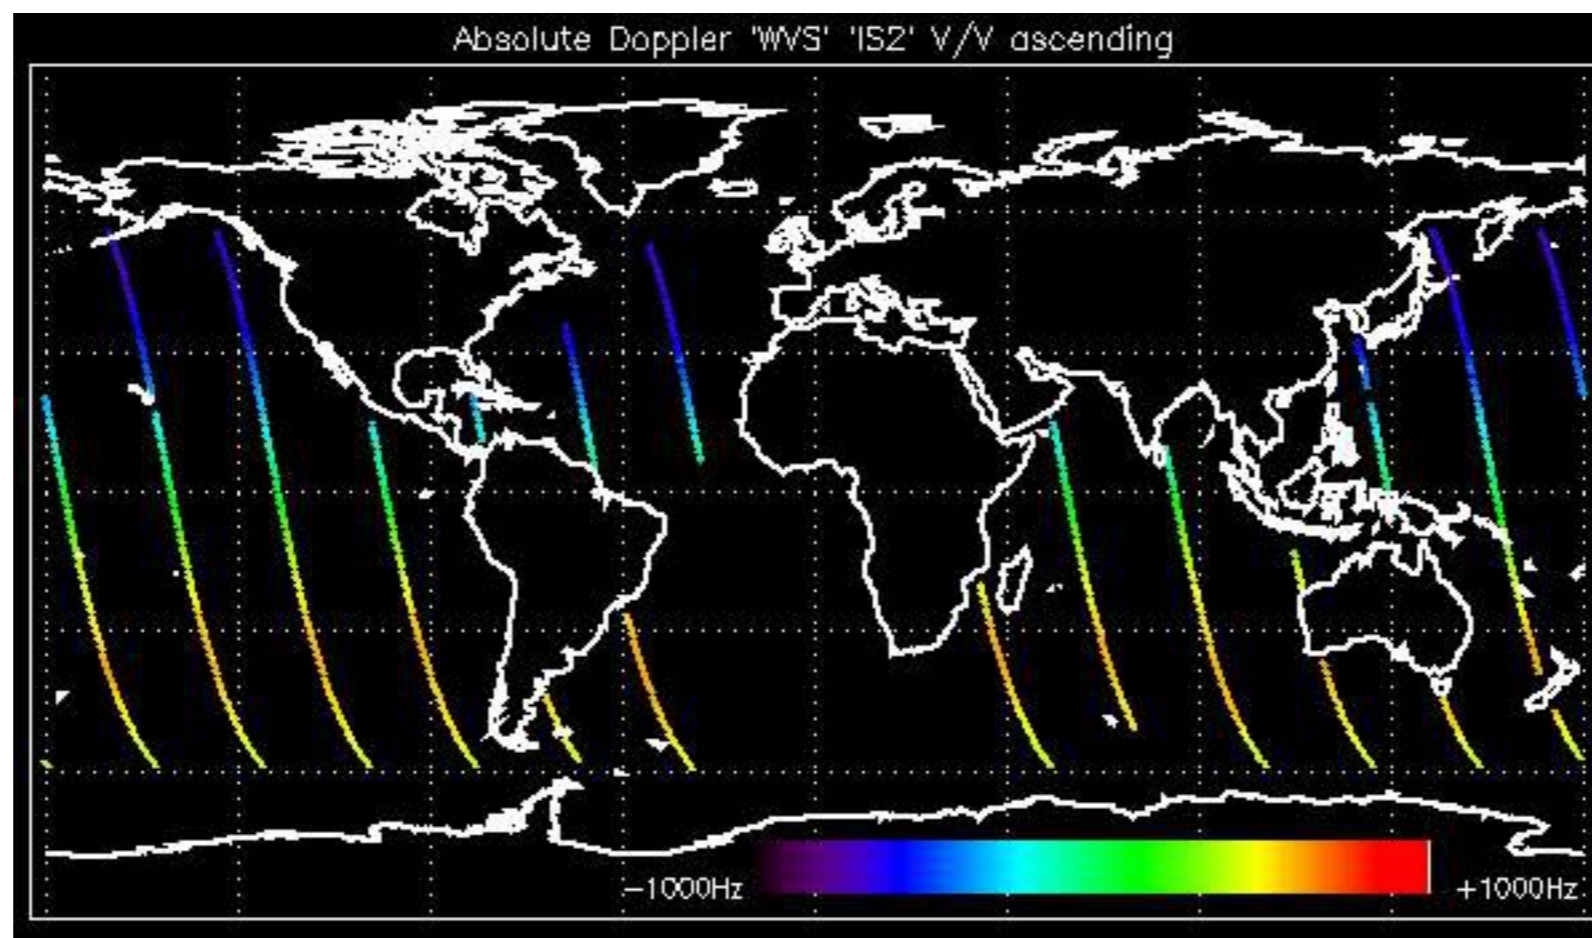 Absolute Doppler 'WVS' 'IS2' V/V ascending
-1000Hz +1000Hz